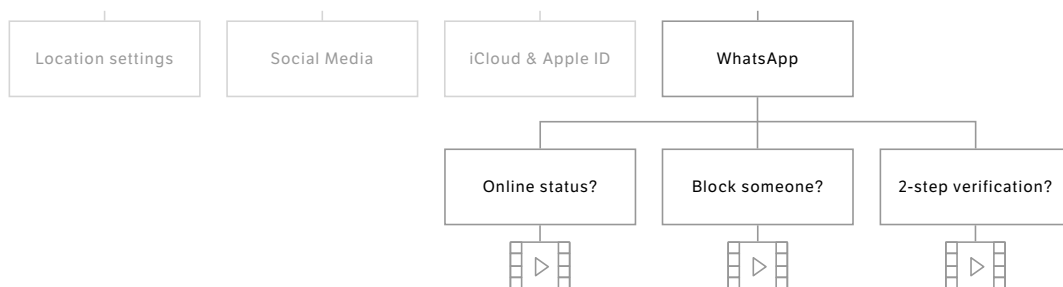 Location settings
Social Media
iCloud & Apple ID
WhatsApp
Online status?
Block someone?
2-step verification?